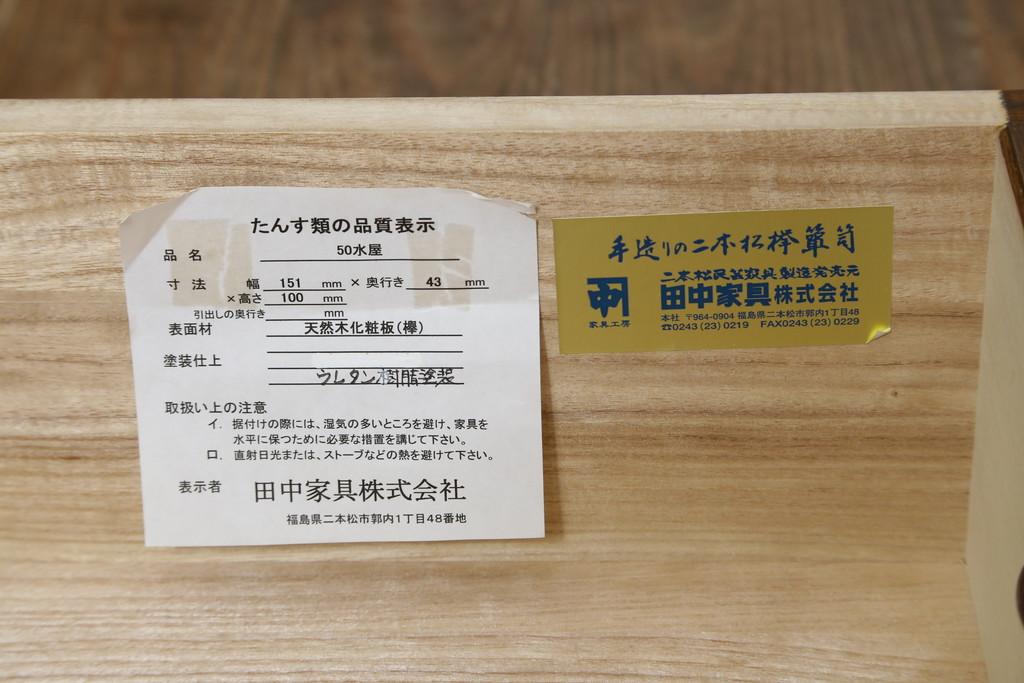 たんす類の品質表示
品名 50水屋
寸法 幅 151 mm × 奥行き 43 mm
×高さ 100 mm
引出しの奥行き mm
表面材 天然木化粧板(欅)
塗装仕上
ウレタン樹脂塗装
取扱い上の注意
イ. 据付けの際には、湿気の多いところを避け、家具を
水平に保つために必要な措置を講じて下さい。
ロ. 直射日光または、ストーブなどの熱を避けて下さい。
表示者 田中家具株式会社
福島県二本松市郭内1丁目48番地
手造りの二本松欅箪笥
二本松民芸家具製造発売元
田中家具株式会社
家具工房
本社 〒964-0904 福島県二本松市郭内1丁目48
☎0243(23)0219 FAX0243(23)0229